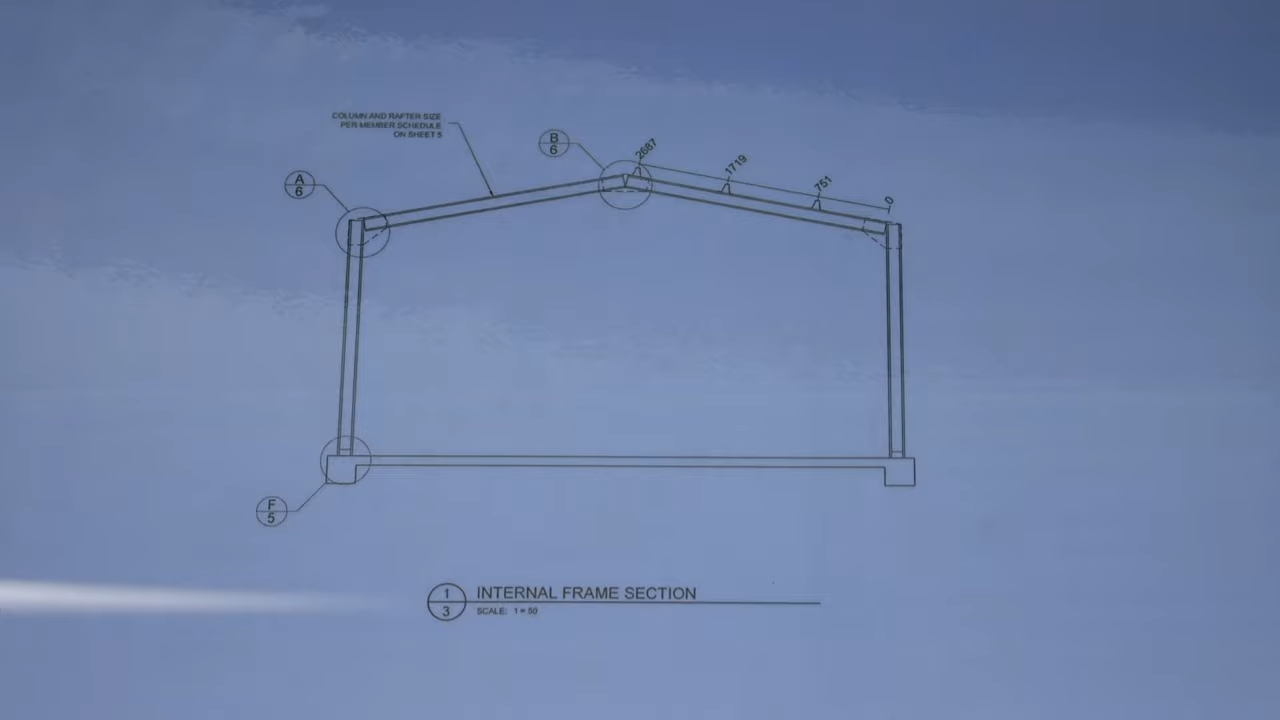 COLUMN AND RAFTER SIZE
PER MEMBER SCHEDULE
ON SHEET 5
B
6
2687
1719
751
0
A
6
F
5
1
3
INTERNAL FRAME SECTION
SCALE: 1 = 50